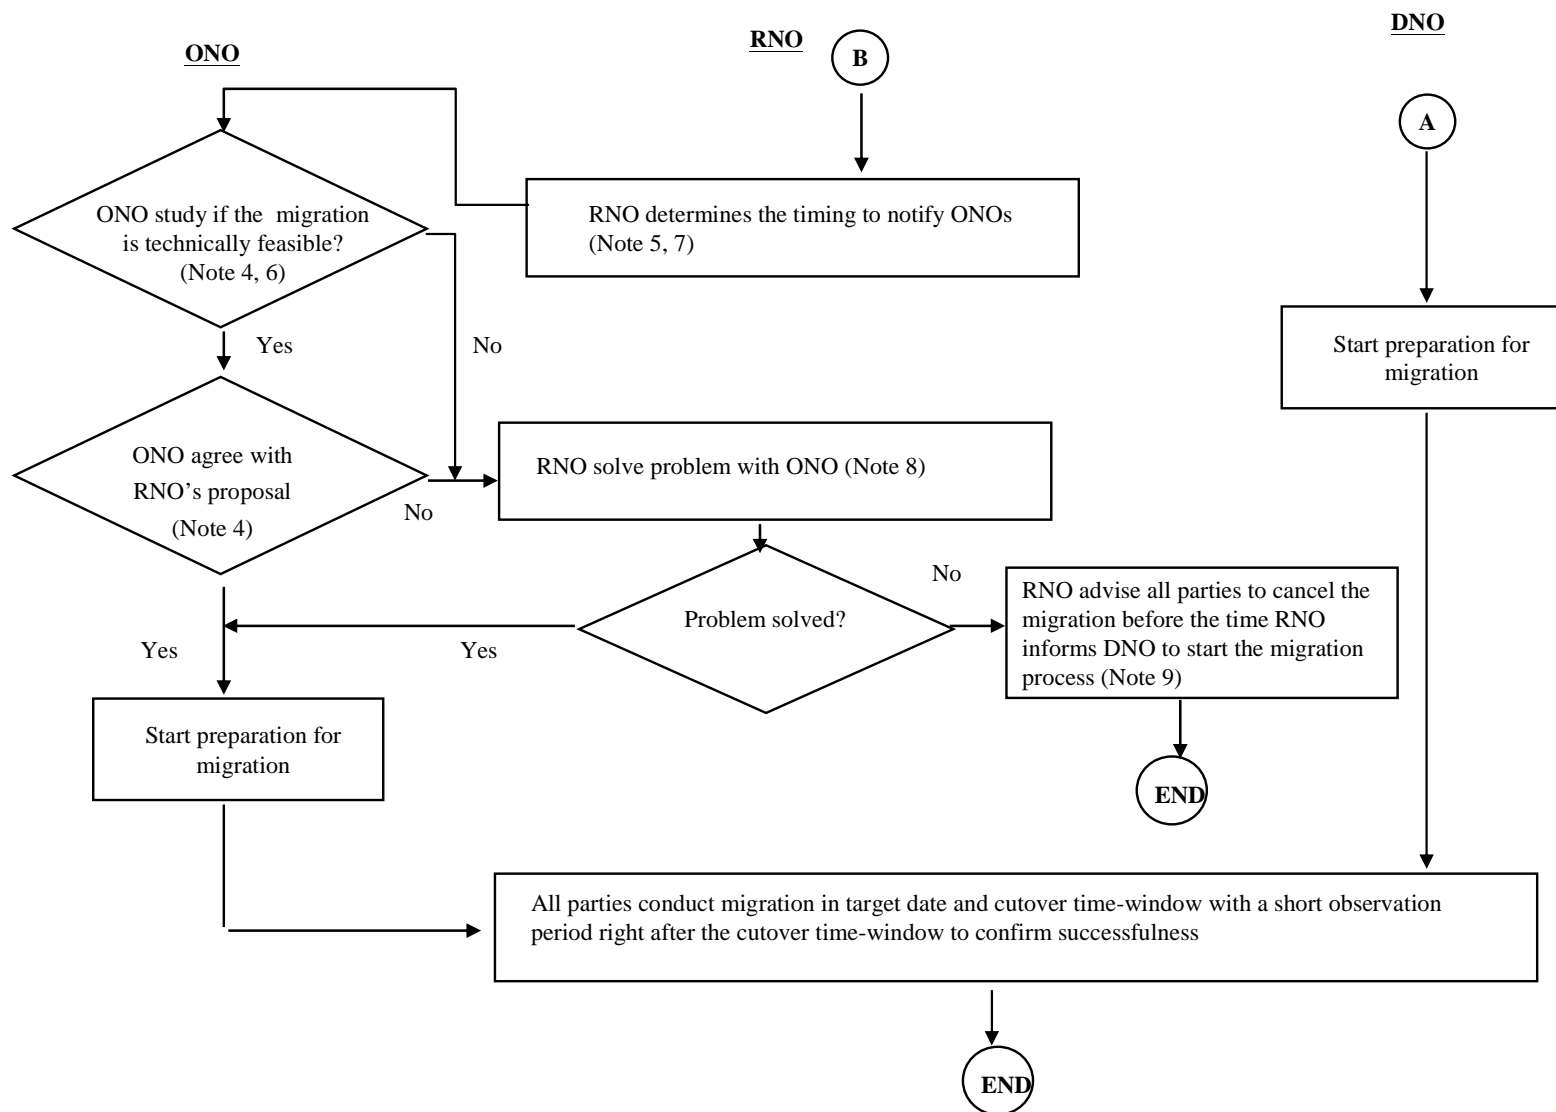 ONO
RNO
B
DNO
A
RNO determines the timing to notify ONOs
(Note 5, 7)
ONO study if the migration
is technically feasible?
(Note 4, 6)
Yes
No
Start preparation for
migration
ONO agree with
RNO’s proposal
(Note 4)
No
RNO solve problem with ONO (Note 8)
Problem solved?
No
Yes
Yes
RNO advise all parties to cancel the
migration before the time RNO
informs DNO to start the migration
process (Note 9)
Start preparation for
migration
END
All parties conduct migration in target date and cutover time-window with a short observation
period right after the cutover time-window to confirm successfulness
END